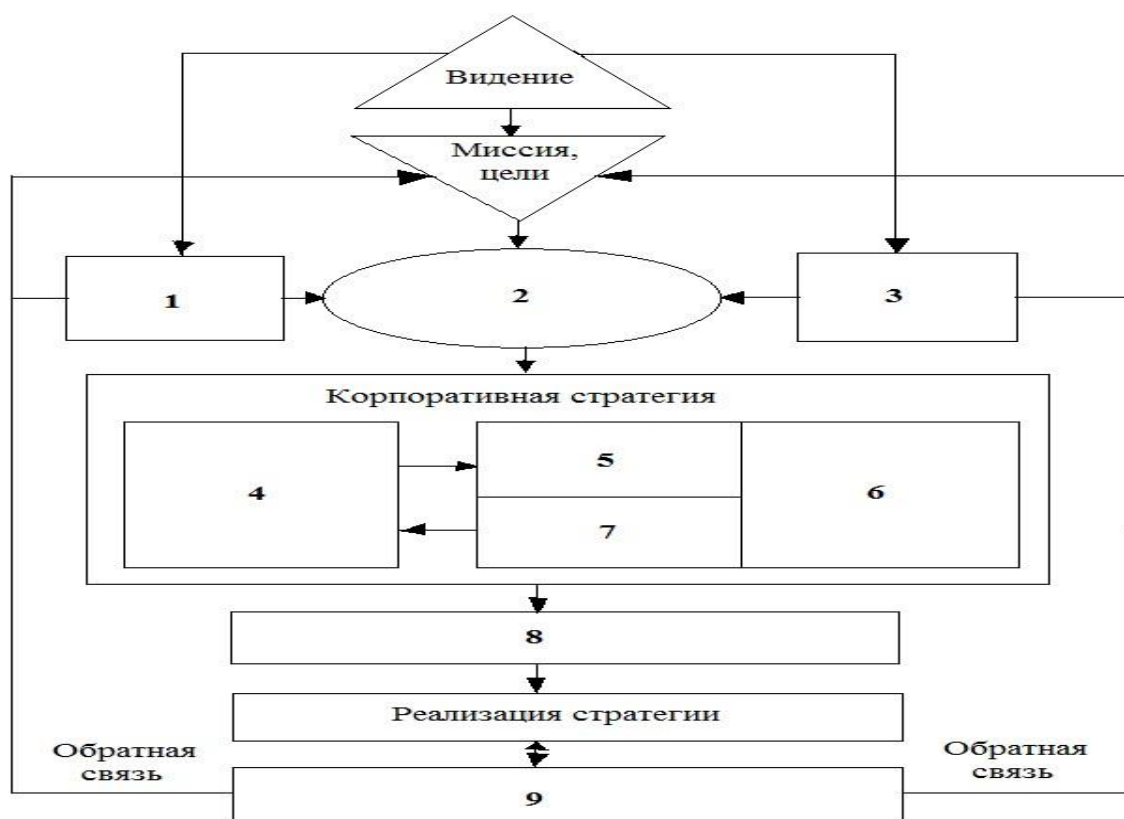 Видение
Миссия,
цели
1
2
3
Корпоративная стратегия
4
5
6
7
8
Реализация стратегии
Обратная
связь
Обратная
связь
9